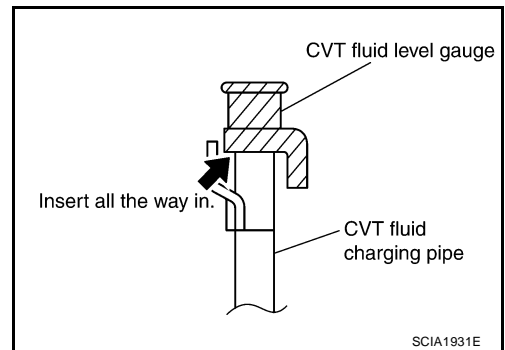 CVT fluid level gauge
Insert all the way in.
CVT fluid
charging pipe
SCIA1931E